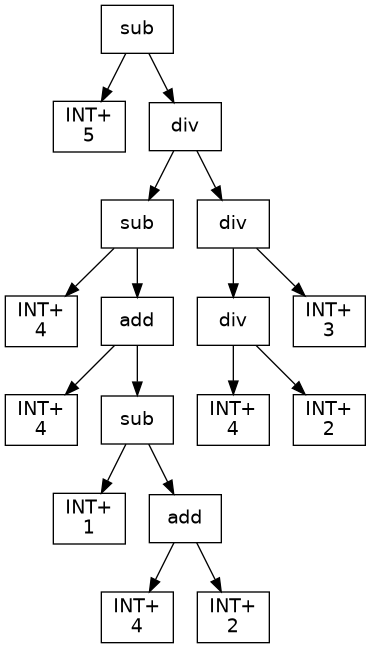 sub
INT+
5
div
sub
div
INT+
4
add
div
INT+
3
INT+
4
sub
INT+
4
INT+
2
INT+
1
add
INT+
4
INT+
2